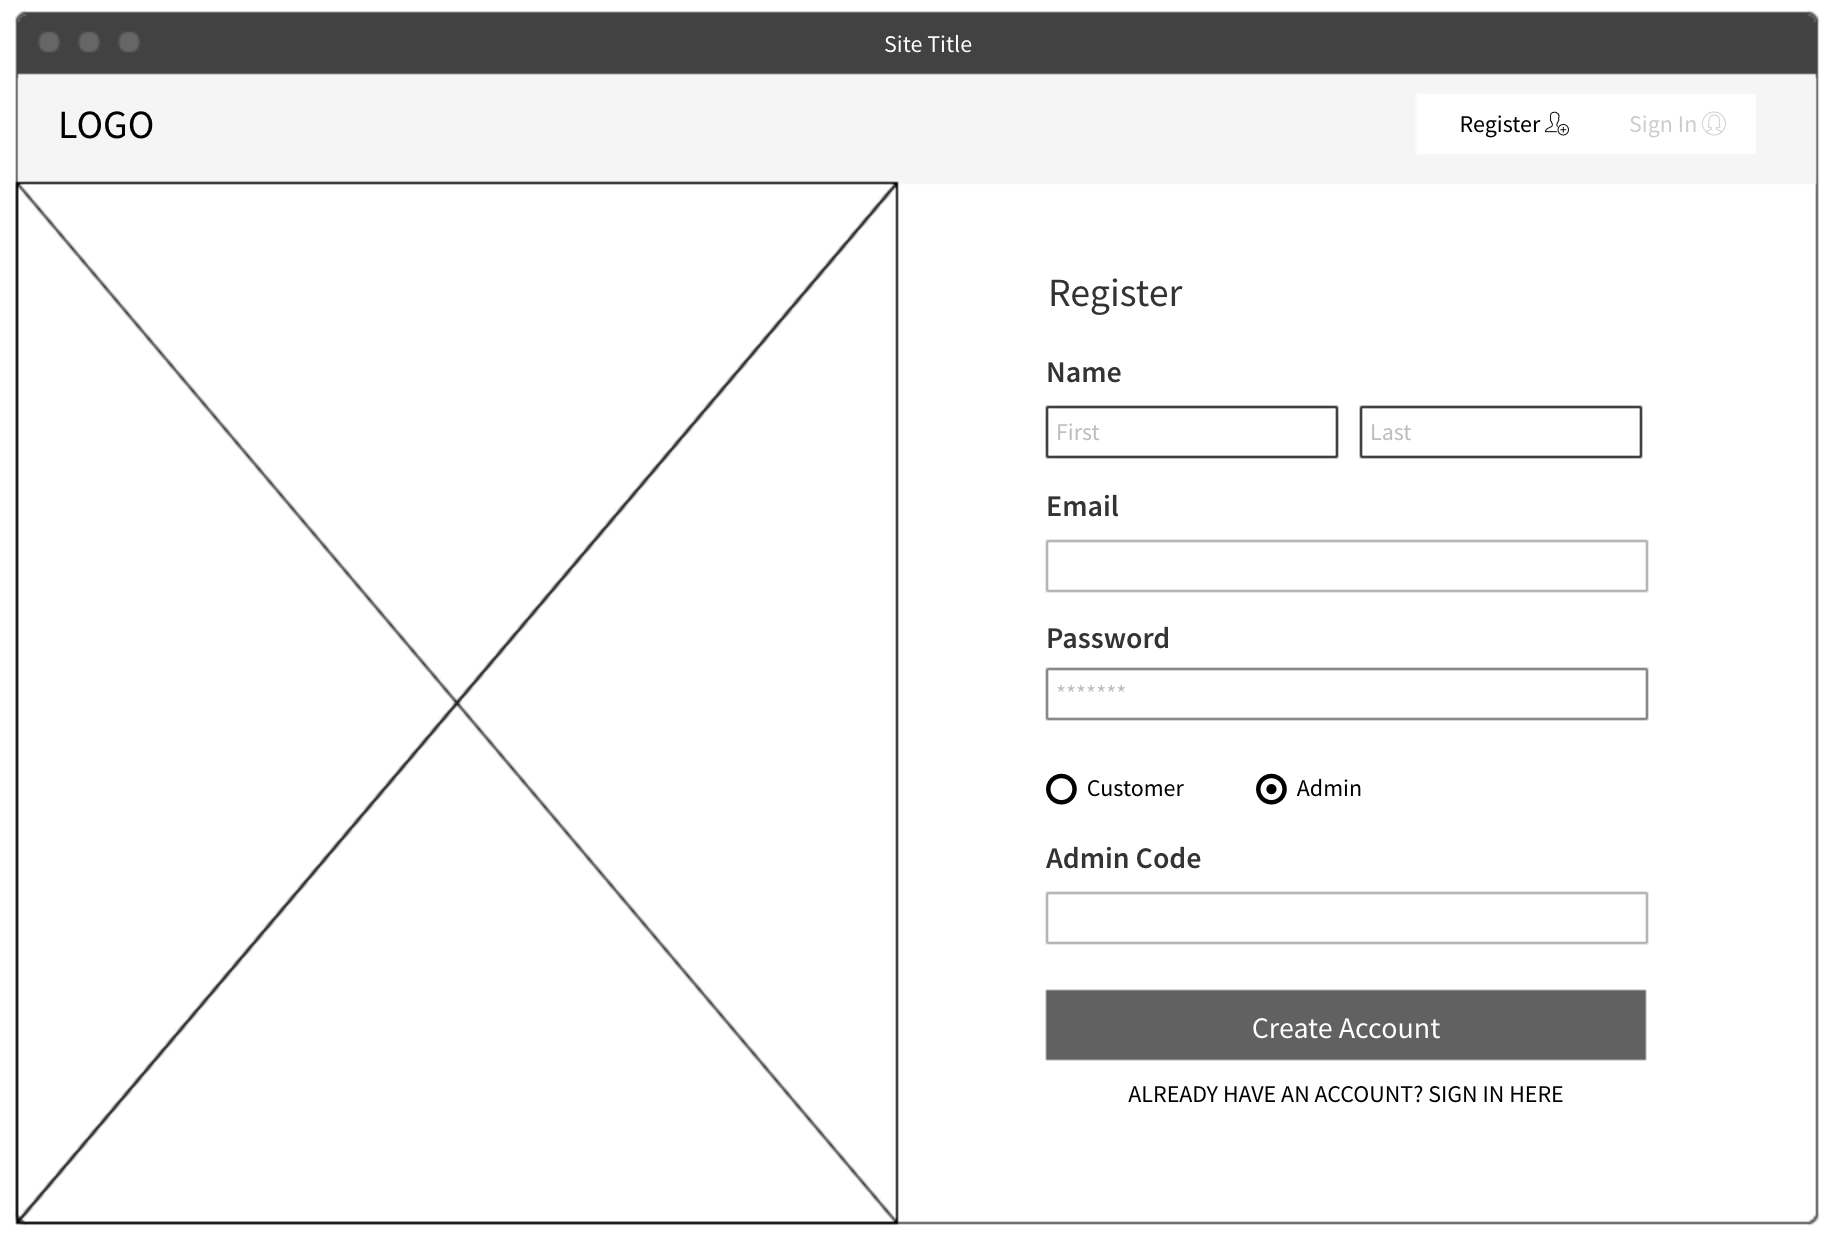 Site Title
LOGO
Register
Sign In
Register
Name
First
Last
Email
Password
*******
Customer
Admin
Admin Code
Create Account
ALREADY HAVE AN ACCOUNT? SIGN IN HERE